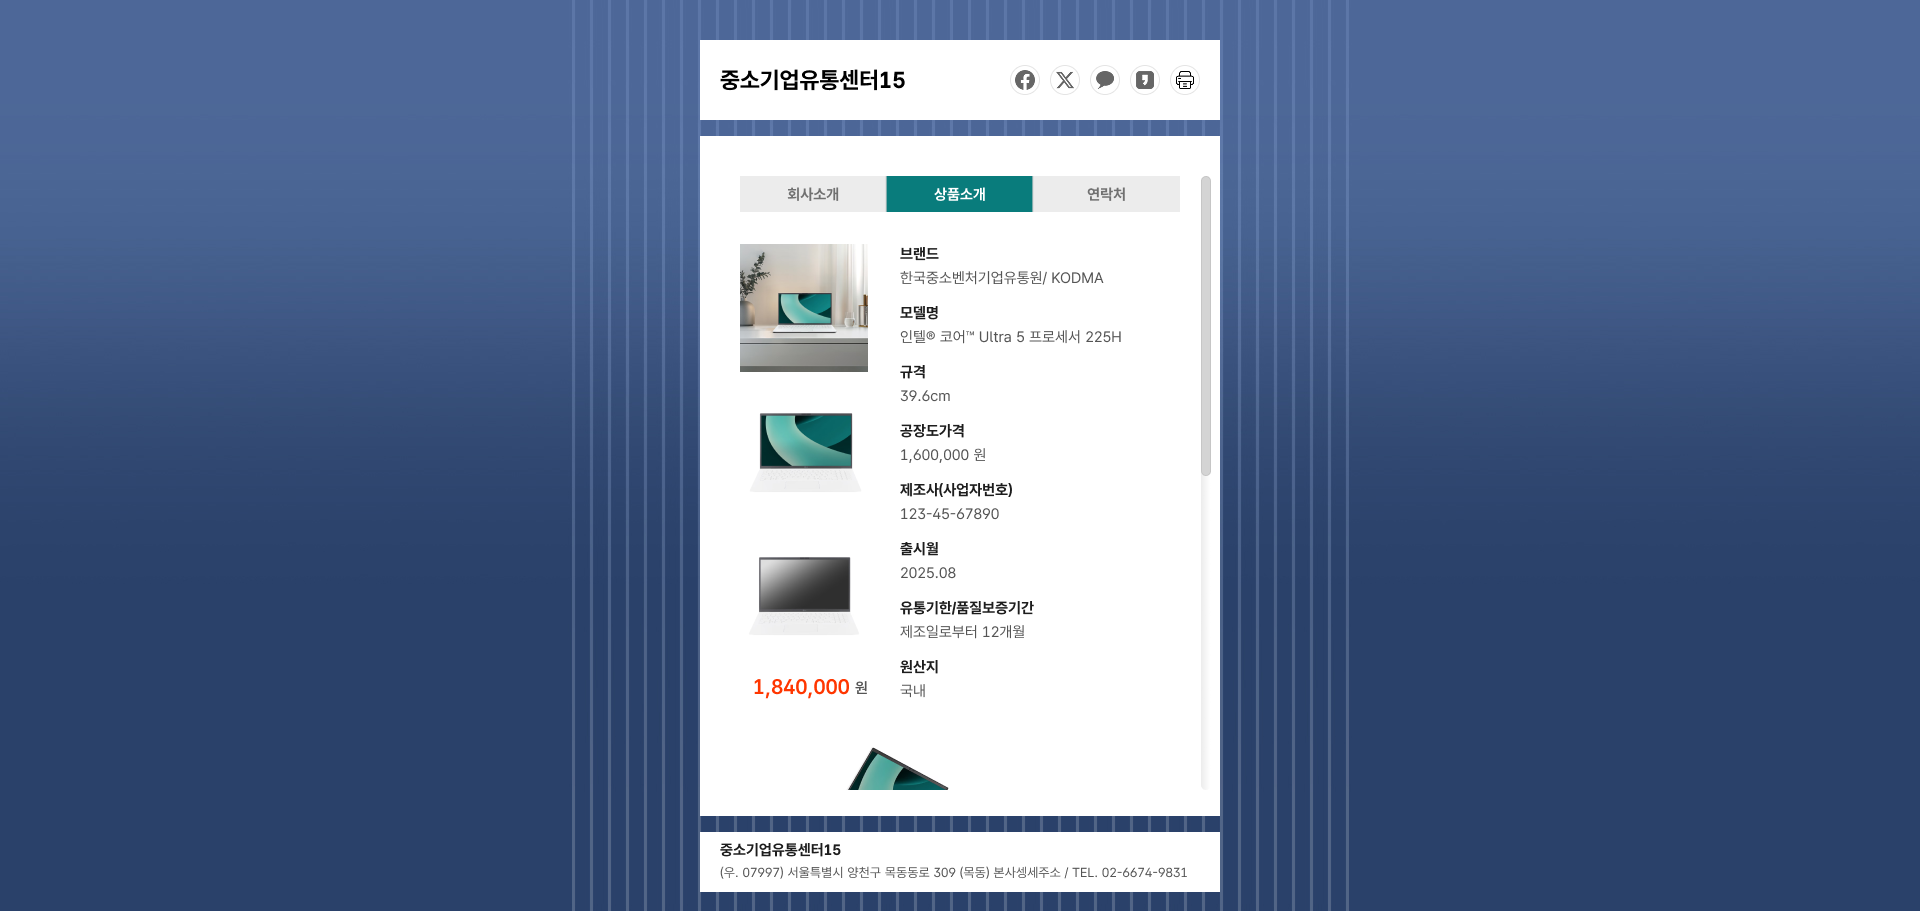 중소기업유통센터15
회사소개
상품소개
연락처
브랜드
한국중소벤처기업유통원/ KODMA
모델명
인텔® 코어™ Ultra 5 프로세서 225H
규격
39.6cm
공장도가격
1,600,000 원
제조사(사업자번호)
123-45-67890
출시월
2025.08
유통기한/품질보증기간
제조일로부터 12개월
원산지
국내
1,840,000 원
중소기업유통센터15
(우. 07997) 서울특별시 양천구 목동동로 309 (목동) 본사셍세주소 / TEL. 02-6674-9831